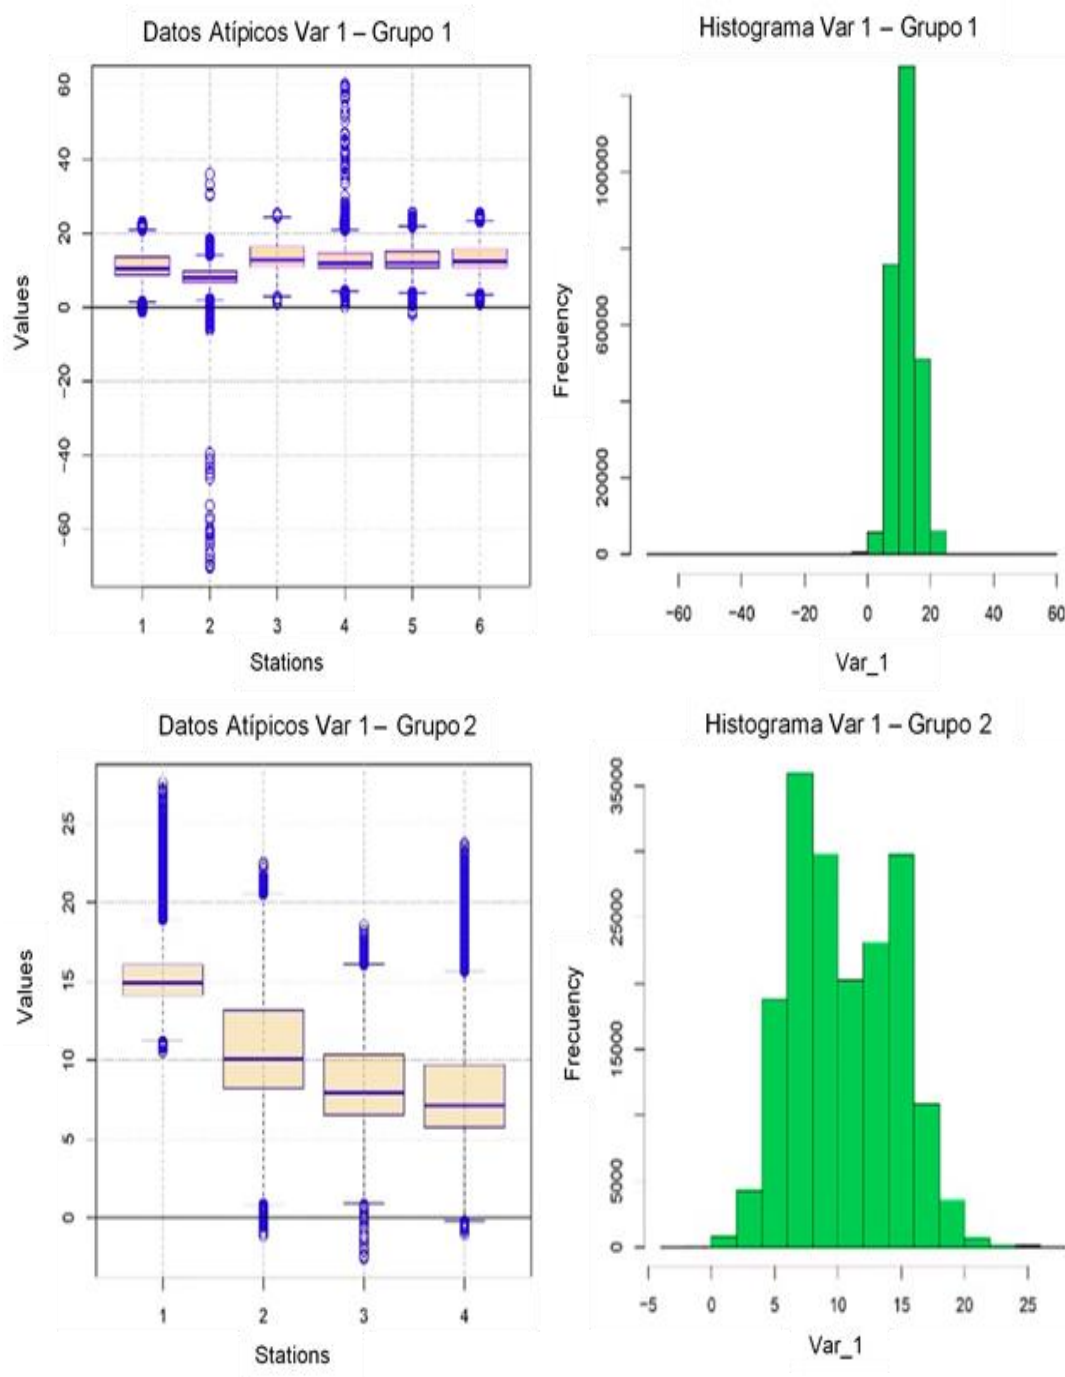 Datos Atípicos Var 1 – Grupo 1
60
40
20
0
−20
−40
−60
Values
1 2 3 4 5 6
Stations
Histograma Var 1 – Grupo 1
100000
60000
20000
0
Frecuency
−60 −40 −20 0 20 40 60
Var_1
Datos Atípicos Var 1 – Grupo 2
25
20
15
10
5
0
Values
1 2 3 4
Stations
Histograma Var 1 – Grupo 2
35000
25000
15000
5000
0
Frecuency
−5 0 5 10 15 20 25
Var_1